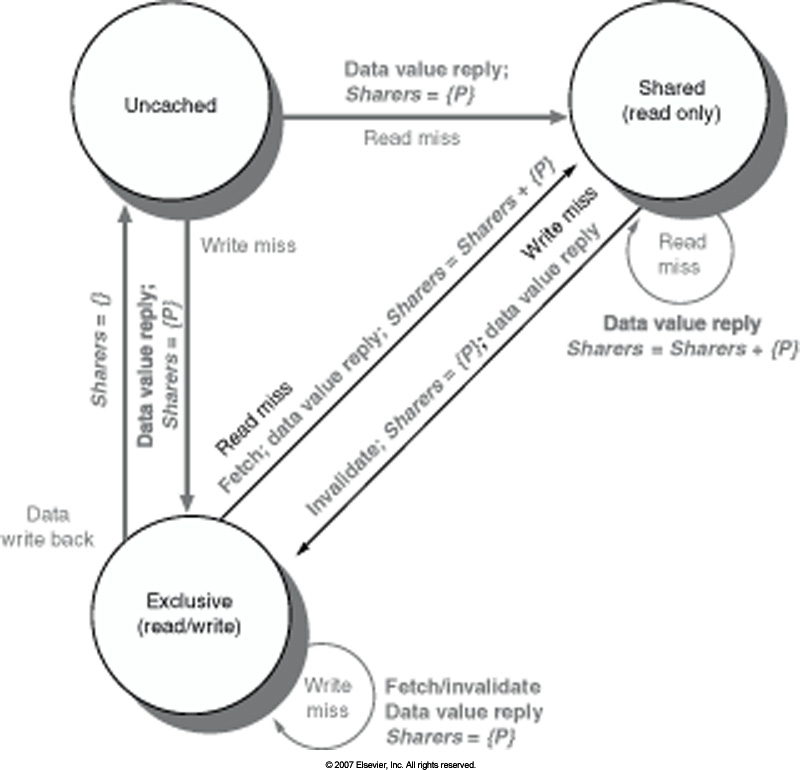 Uncached
Data value reply;
Sharers = {P}
Read miss
Shared
(read only)
Write miss
Sharers = {}
Data value reply;
Sharers = {P}
Read miss
Fetch; data value reply; Sharers = Sharers + {P}
Write miss
Invalidate; Sharers = {P}; data value reply
Read
miss
Data value reply
Sharers = Sharers + {P}
Data
write back
Exclusive
(read/write)
Write
miss
Fetch/invalidate
Data value reply
Sharers = {P}
© 2007 Elsevier, Inc. All rights reserved.